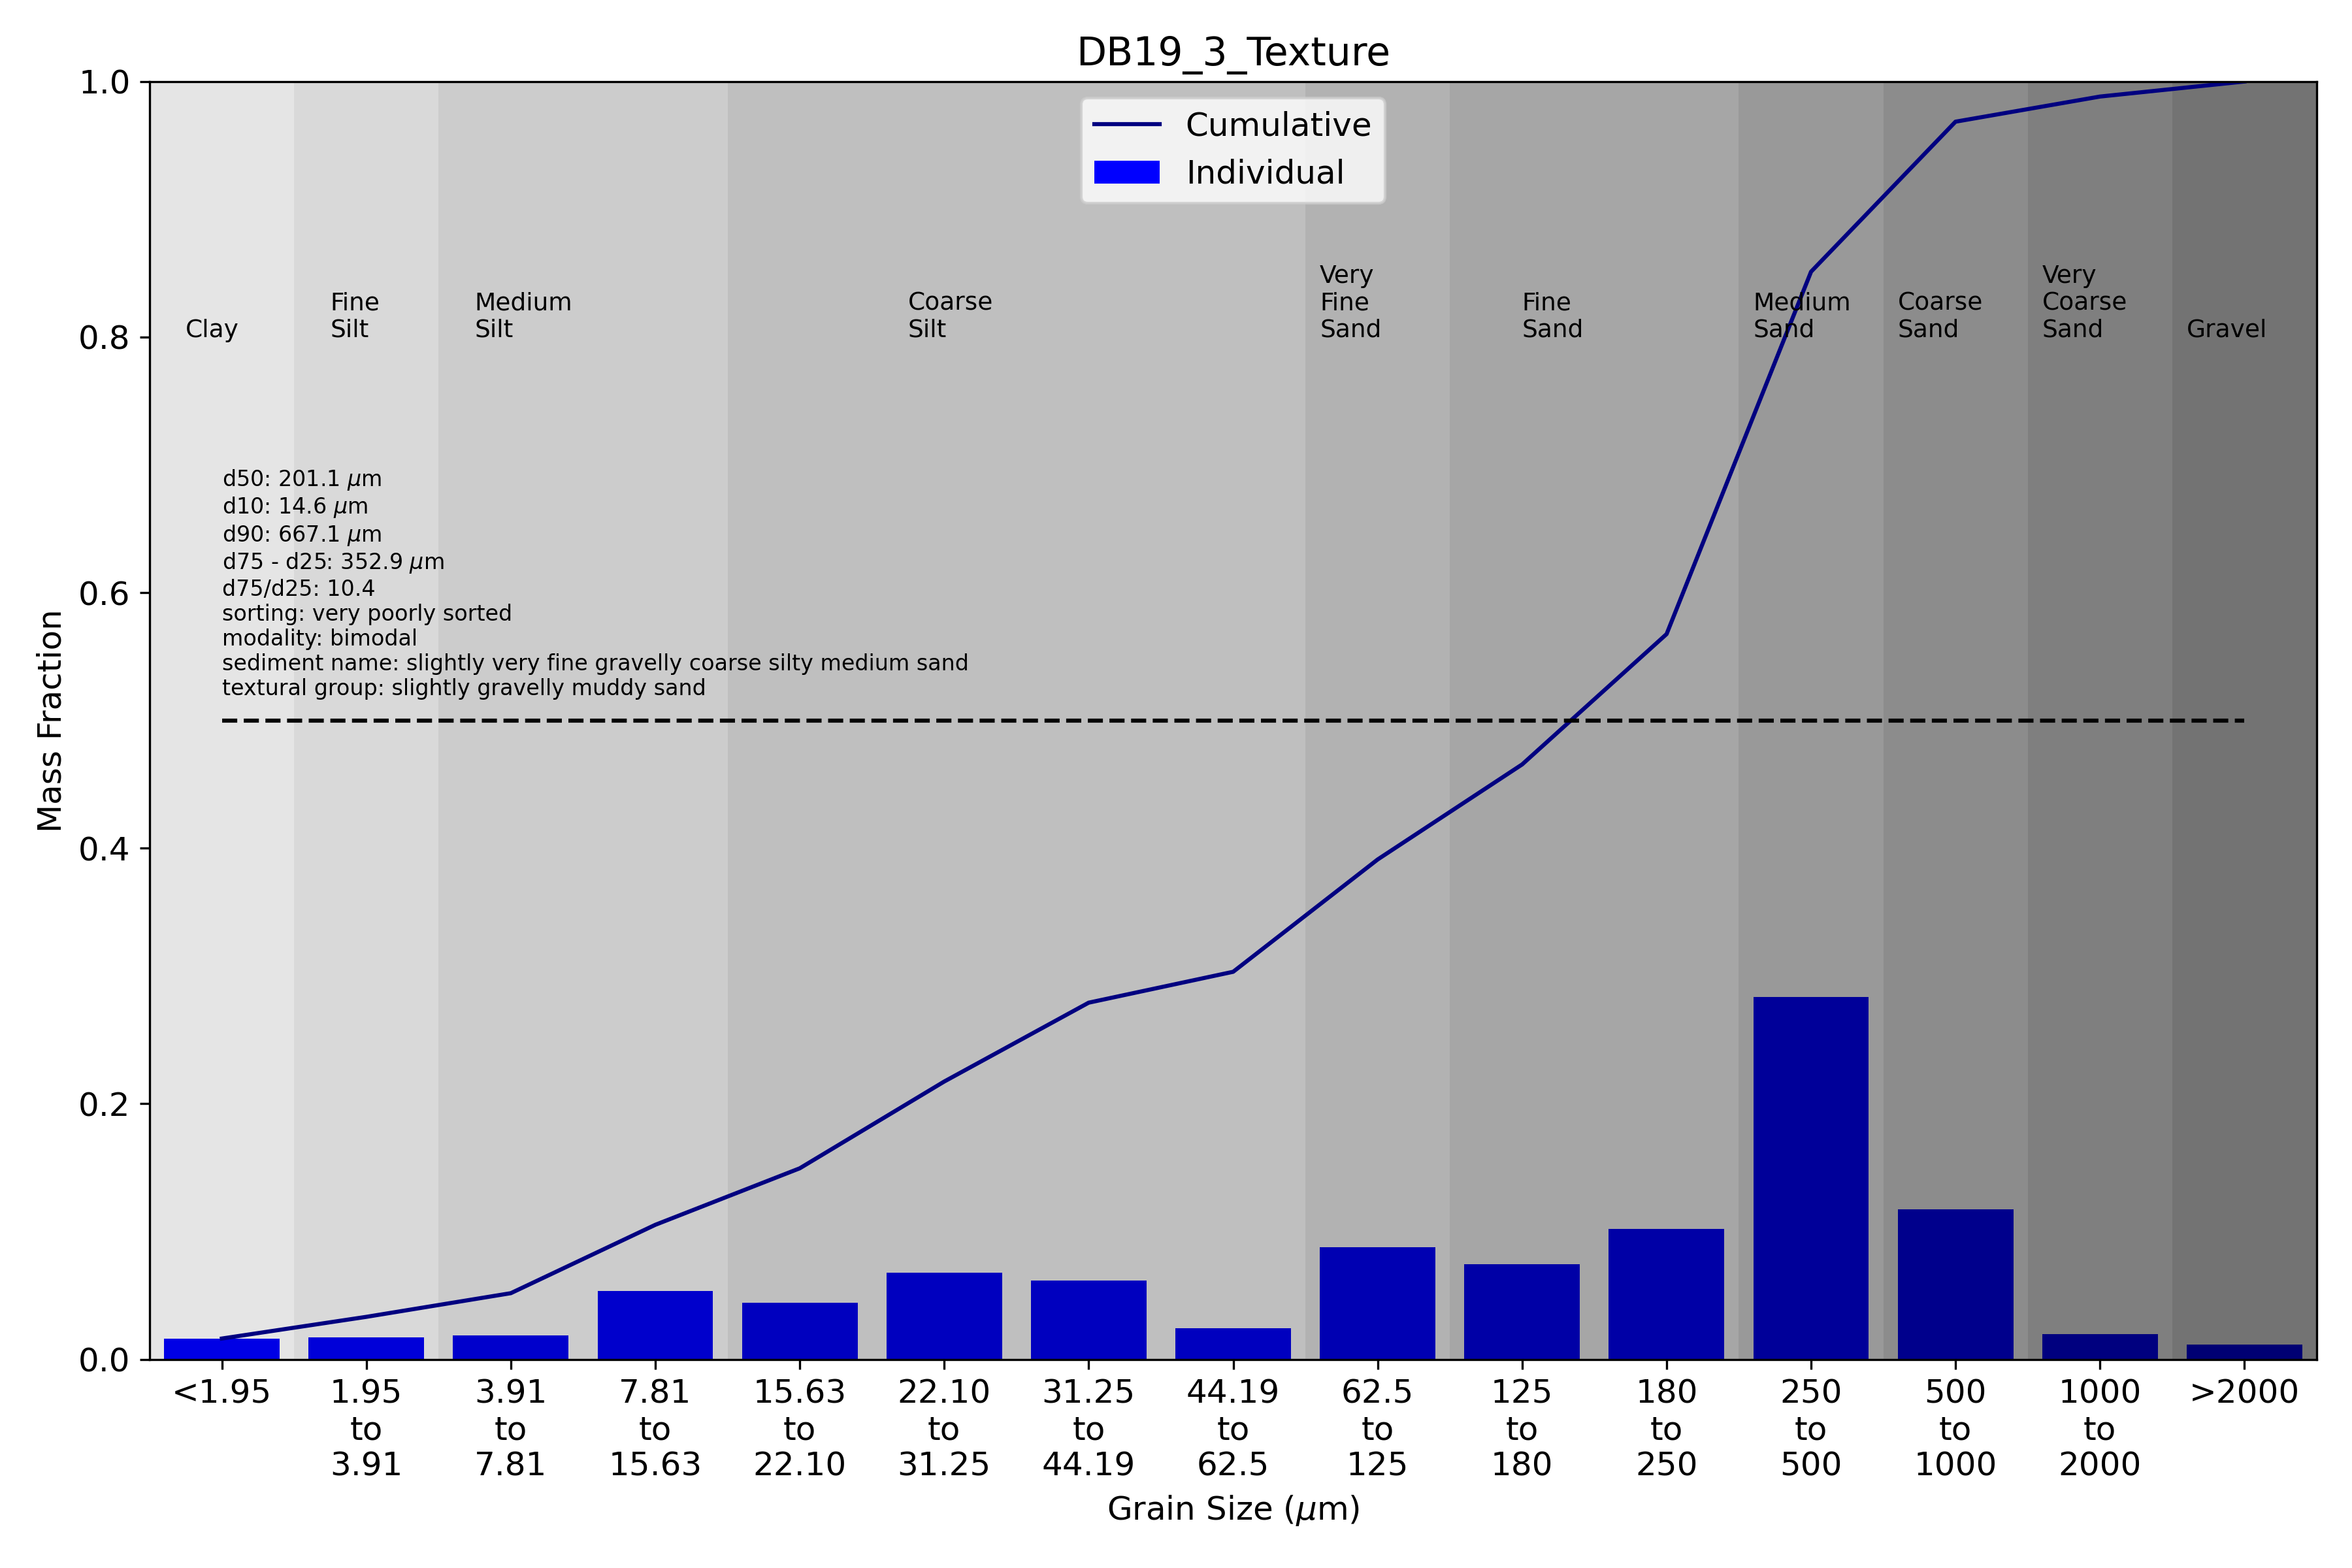 DB19_3_Texture
Cumulative
Individual
Clay
Fine
Silt
Medium
Silt
Coarse
Silt
Very
Fine
Sand
Fine
Sand
Medium
Sand
Coarse
Sand
Very
Coarse
Sand
Gravel
d50: 201.1 μm
d10: 14.6 μm
d90: 667.1 μm
d75 - d25: 352.9 μm
d75/d25: 10.4
sorting: very poorly sorted
modality: bimodal
sediment name: slightly very fine gravelly coarse silty medium sand
textural group: slightly gravelly muddy sand
Mass Fraction
1.0
0.8
0.6
0.4
0.2
0.0
<1.95
1.95
to
3.91
3.91
to
7.81
7.81
to
15.63
15.63
to
22.10
22.10
to
31.25
31.25
to
44.19
44.19
to
62.5
62.5
to
125
125
to
180
180
to
250
250
to
500
500
to
1000
1000
to
2000
>2000
Grain Size (μm)